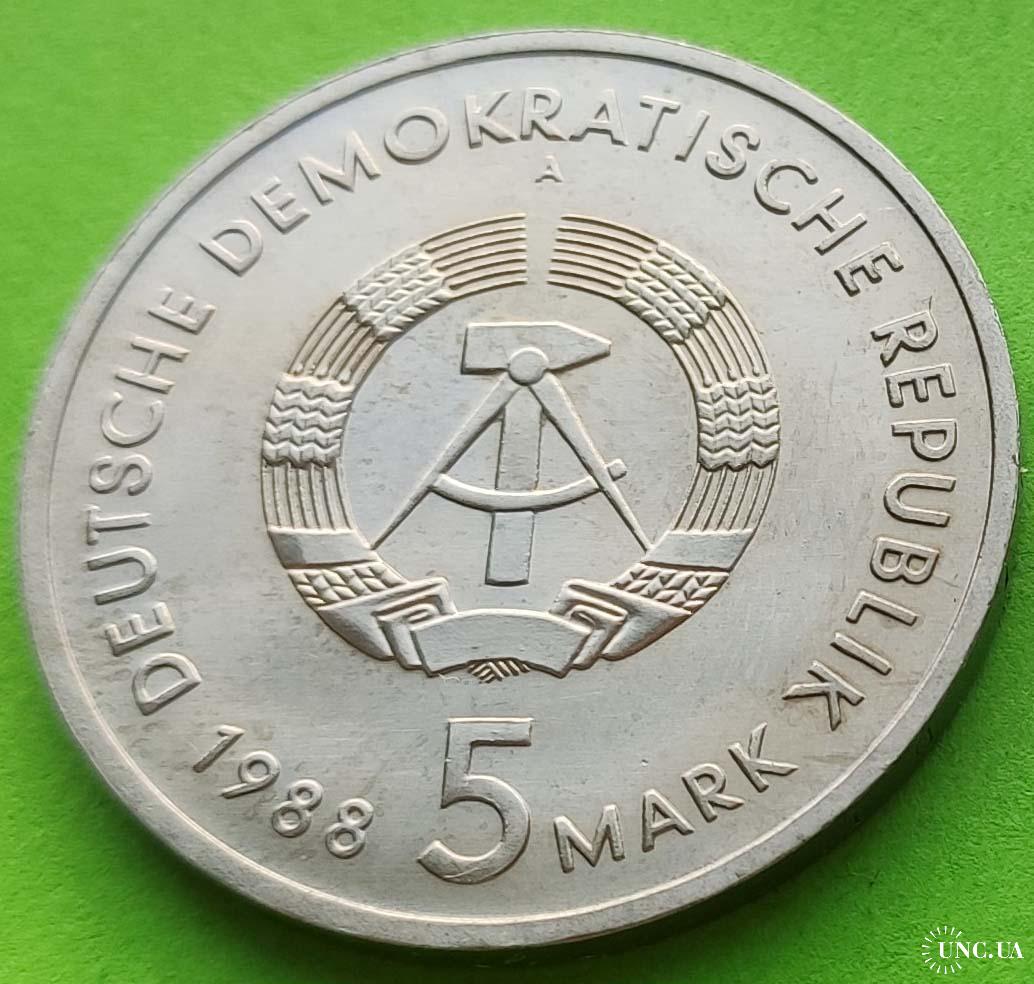 DEUTSCHE DEMOKRATISCHE REPUBLIK
A
1988 5 MARK
UNC.UA